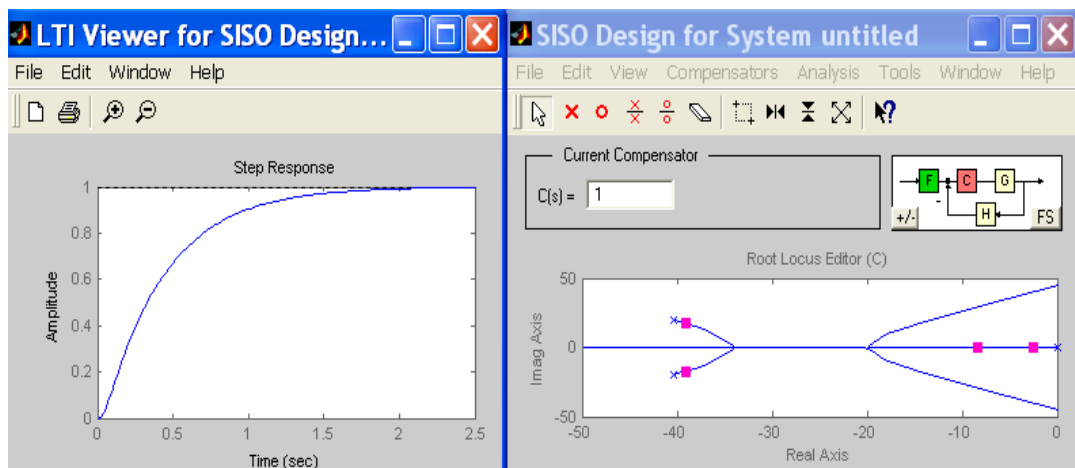 LTI Viewer for SISO Design...
File Edit Window Help
Step Response
Amplitude
1
0.8
0.6
0.4
0.2
0
0 0.5 1 1.5 2 2.5
Time (sec)
SISO Design for System untitled
File Edit View Compensators Analysis Tools Window Help
Current Compensator
C(s) = 1
F C G
H
+/- FS
-
Root Locus Editor (C)
Imag Axis
50
0
-50
-50 -40 -30 -20 -10 0
Real Axis